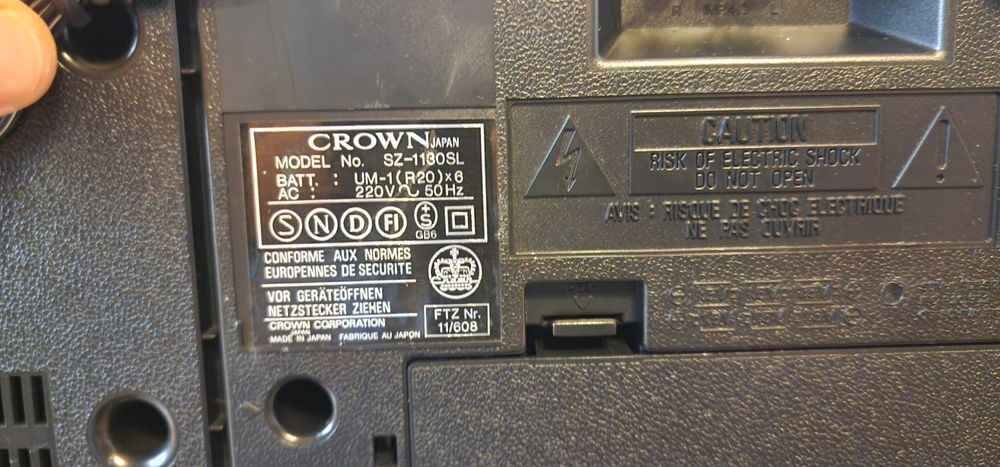 R INPUT L
CROWN JAPAN
MODEL No. SZ-1130SL
BATT. : UM-1(R20)×6
AC : 220V~ 50Hz
S N D FI +S GB6
CONFORME AUX NORMES
EUROPENNES DE SECURITE
VOR GERÄTEÖFFNEN
NETZSTECKER ZIEHEN
CROWN CORPORATION
JAPAN
MADE IN JAPAN FABRIQUE AU JAPON
FTZ Nr.
11/608
CAUTION
RISK OF ELECTRIC SHOCK
DO NOT OPEN
AVIS : RISQUE DE CHOC ELECTRIQUE
NE PAS OUVRIR